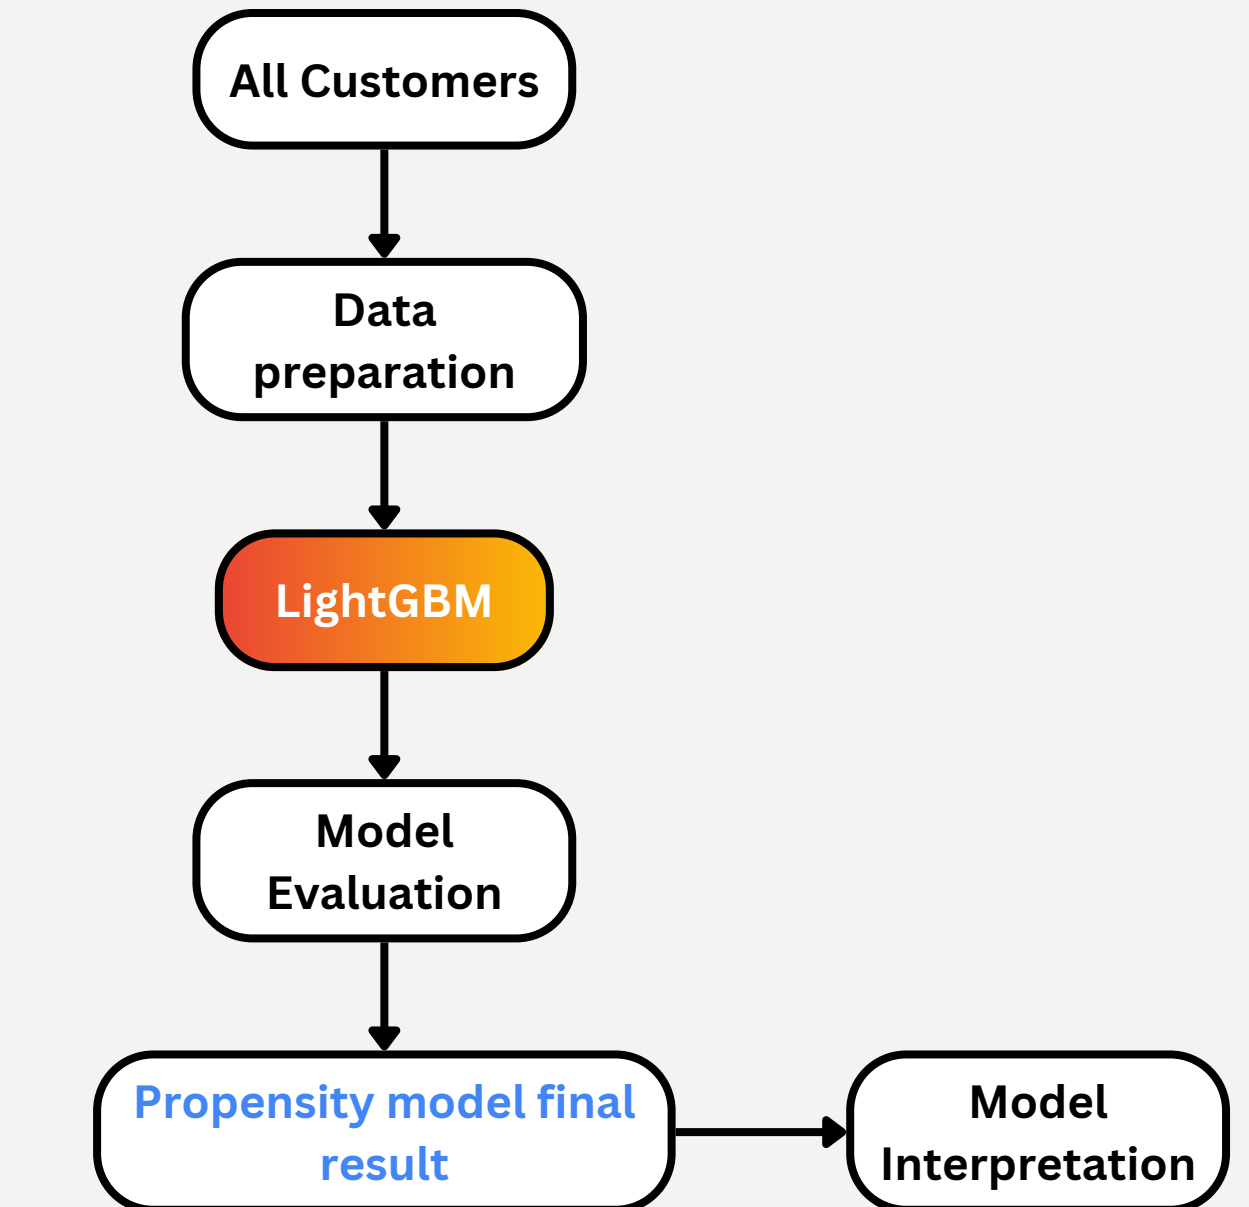 All Customers
Data
preparation
LightGBM
Model
Evaluation
Propensity model final
result
Model
Interpretation